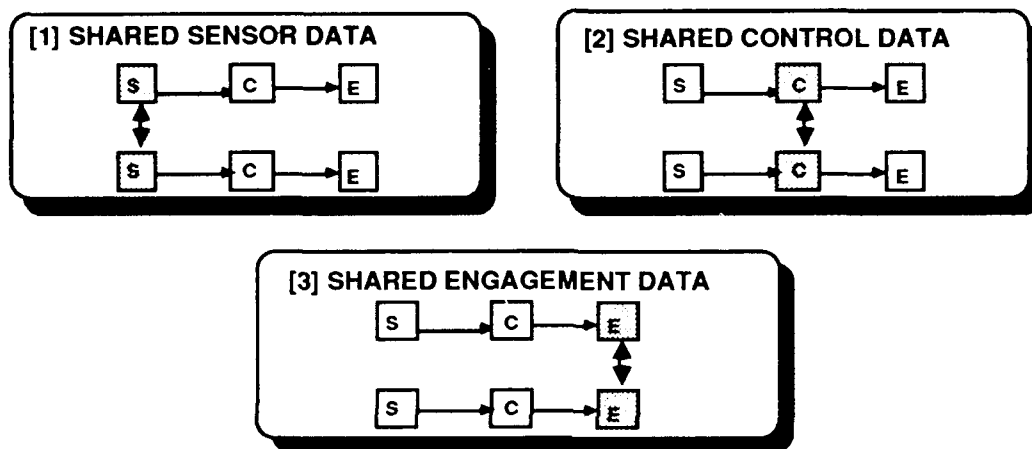 [1] SHARED SENSOR DATA
S C E
S C E
[2] SHARED CONTROL DATA
S C E
S C E
[3] SHARED ENGAGEMENT DATA
S C E
S C E